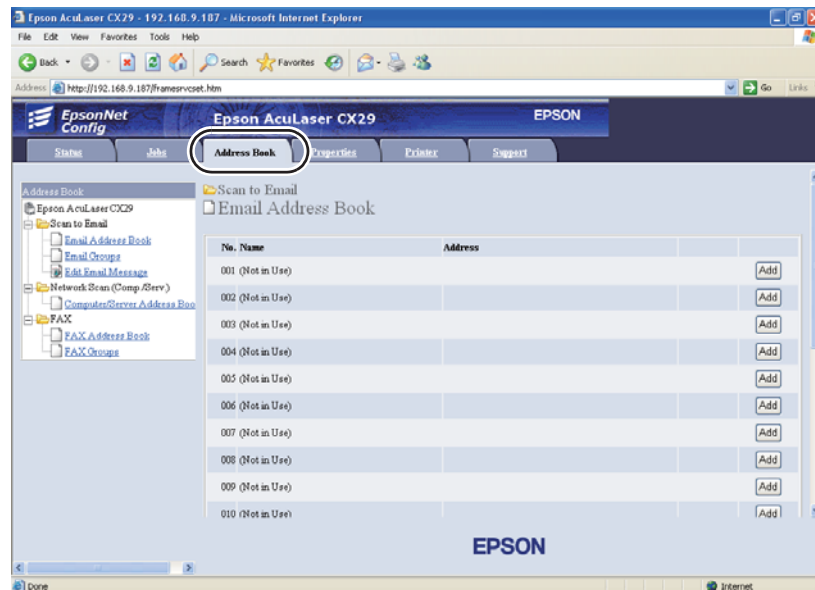 Epson AcuLaser CX29 - 192.168.9.187 - Microsoft Internet Explorer
File Edit View Favorites Tools Help
Back Search Favorites
Address http://192.168.9.187/framesrvcset.htm Go Links
EpsonNet Config
Epson AcuLaser CX29
EPSON
Status Jobs Address Book Properties Printer Support
Address Book
Epson AcuLaser CX29
Scan to Email
Email Address Book
Email Groups
Edit Email Message
Network Scan (Comp./Serv.)
Computer/Server Address Boo
FAX
FAX Address Book
FAX Groups
Scan to Email
Email Address Book
No. Name Address
001 (Not in Use) Add
002 (Not in Use) Add
003 (Not in Use) Add
004 (Not in Use) Add
005 (Not in Use) Add
006 (Not in Use) Add
007 (Not in Use) Add
008 (Not in Use) Add
009 (Not in Use) Add
010 (Not in Use) Add
EPSON
Done Internet